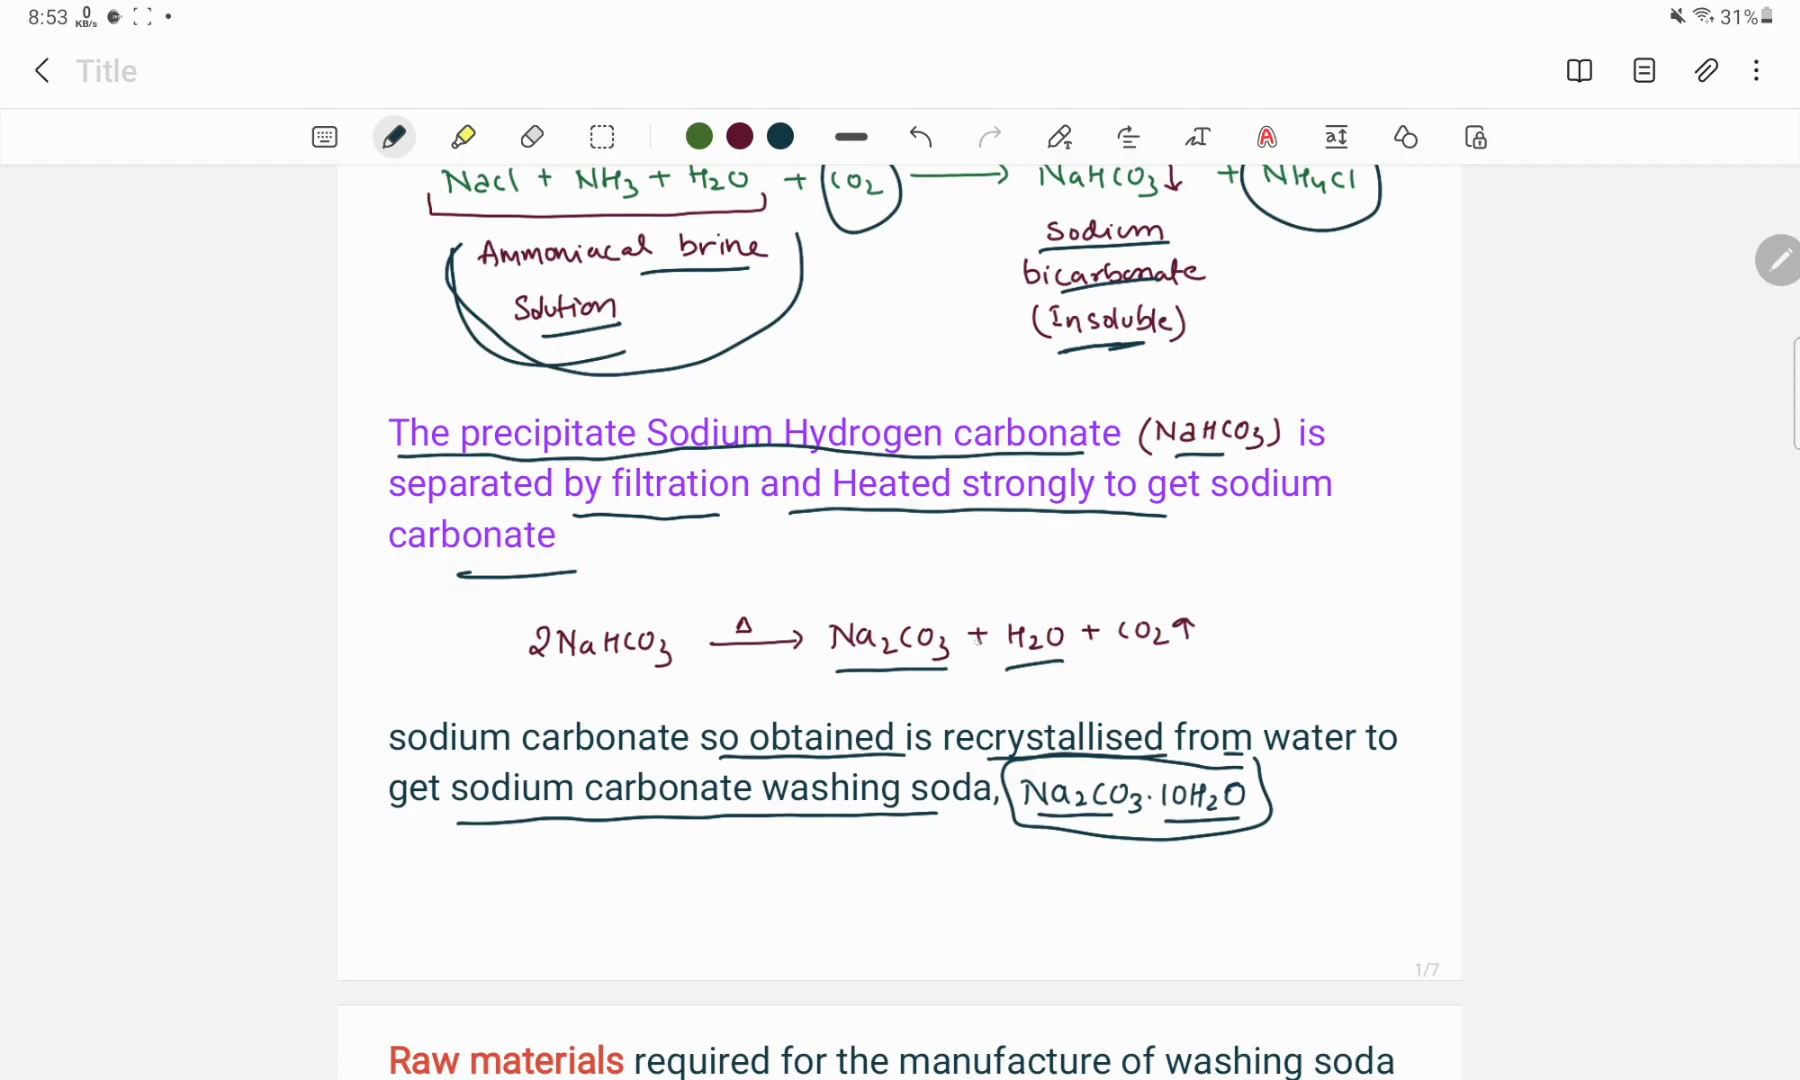 8:53 0 KB/s 31%
Title
NaCl + NH3 + H2O + CO2 ⟶ NaHCO3↓ + NH4Cl
Ammoniacal brine
Solution
Sodium
bicarbonate
(Insoluble)
The precipitate Sodium Hydrogen carbonate (NaHCO3) is
separated by filtration and Heated strongly to get sodium
carbonate
2NaHCO3 —Δ→ Na2CO3 + H2O + CO2↑
sodium carbonate so obtained is recrystallised from water to
get sodium carbonate washing soda, Na2CO3·10H2O
1/7
Raw materials required for the manufacture of washing soda